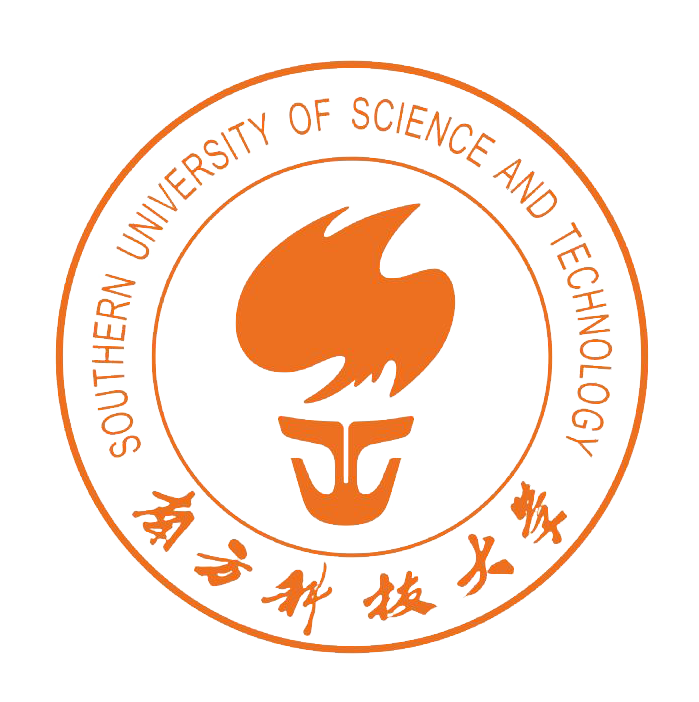 SOUTHERN UNIVERSITY OF SCIENCE AND TECHNOLOGY
南方科技大学